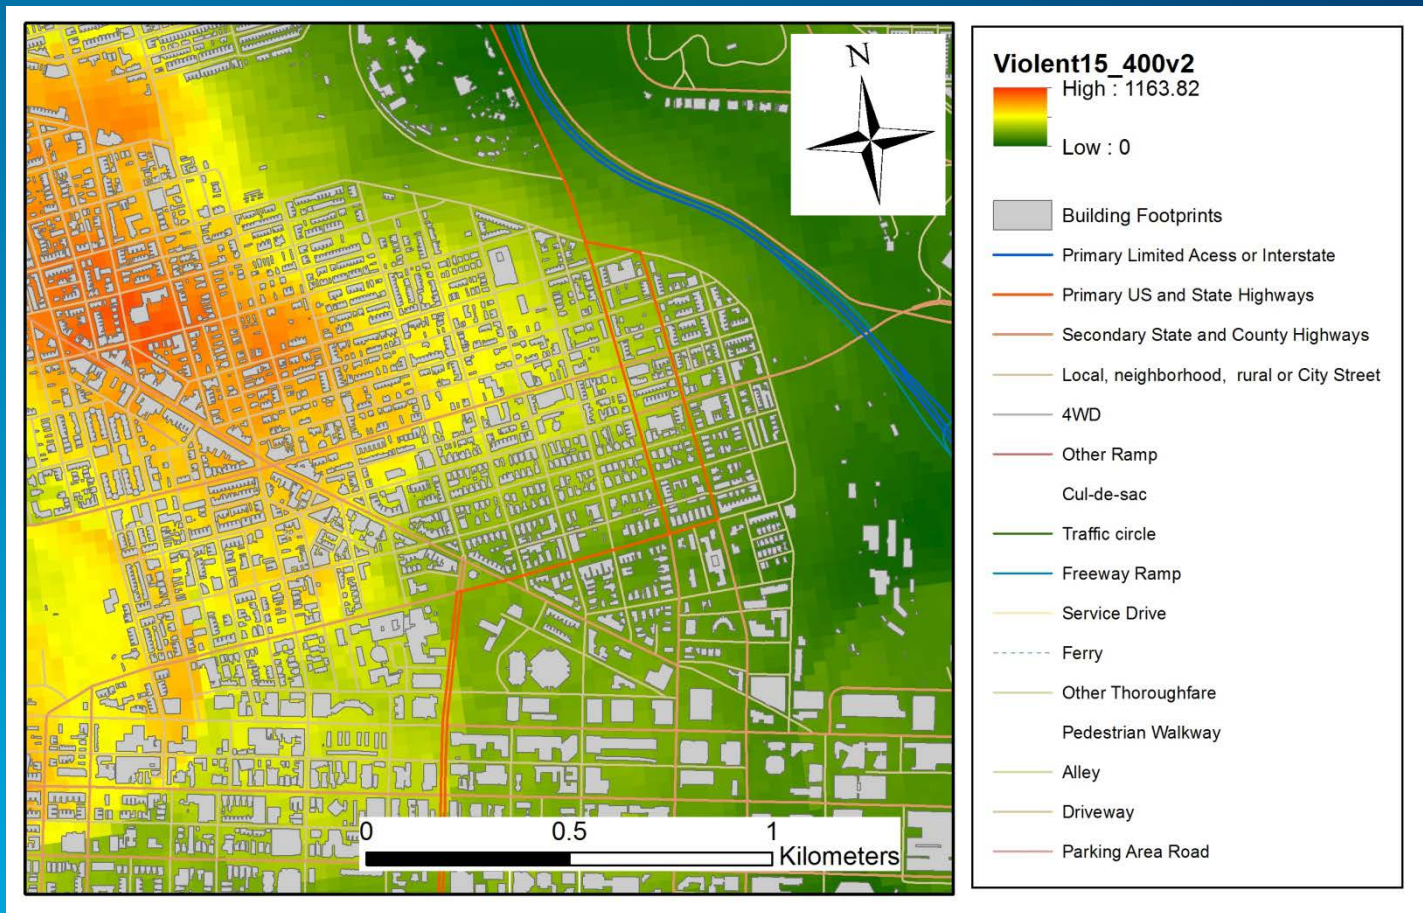 N
0
0.5
1
Kilometers
Violent15_400v2
High : 1163.82
Low : 0
Building Footprints
Primary Limited Acess or Interstate
Primary US and State Highways
Secondary State and County Highways
Local, neighborhood, rural or City Street
4WD
Other Ramp
Cul-de-sac
Traffic circle
Freeway Ramp
Service Drive
Ferry
Other Thoroughfare
Pedestrian Walkway
Alley
Driveway
Parking Area Road